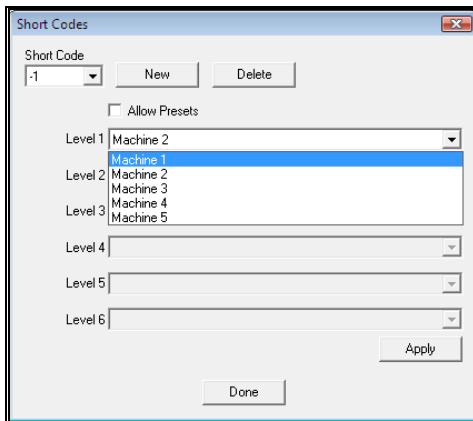 Short Codes
Short Code
-1
New
Delete
Allow Presets
Level 1
Machine 2
Machine 1
Machine 2
Machine 3
Machine 4
Machine 5
Level 2
Level 3
Level 4
Level 5
Level 6
Apply
Done